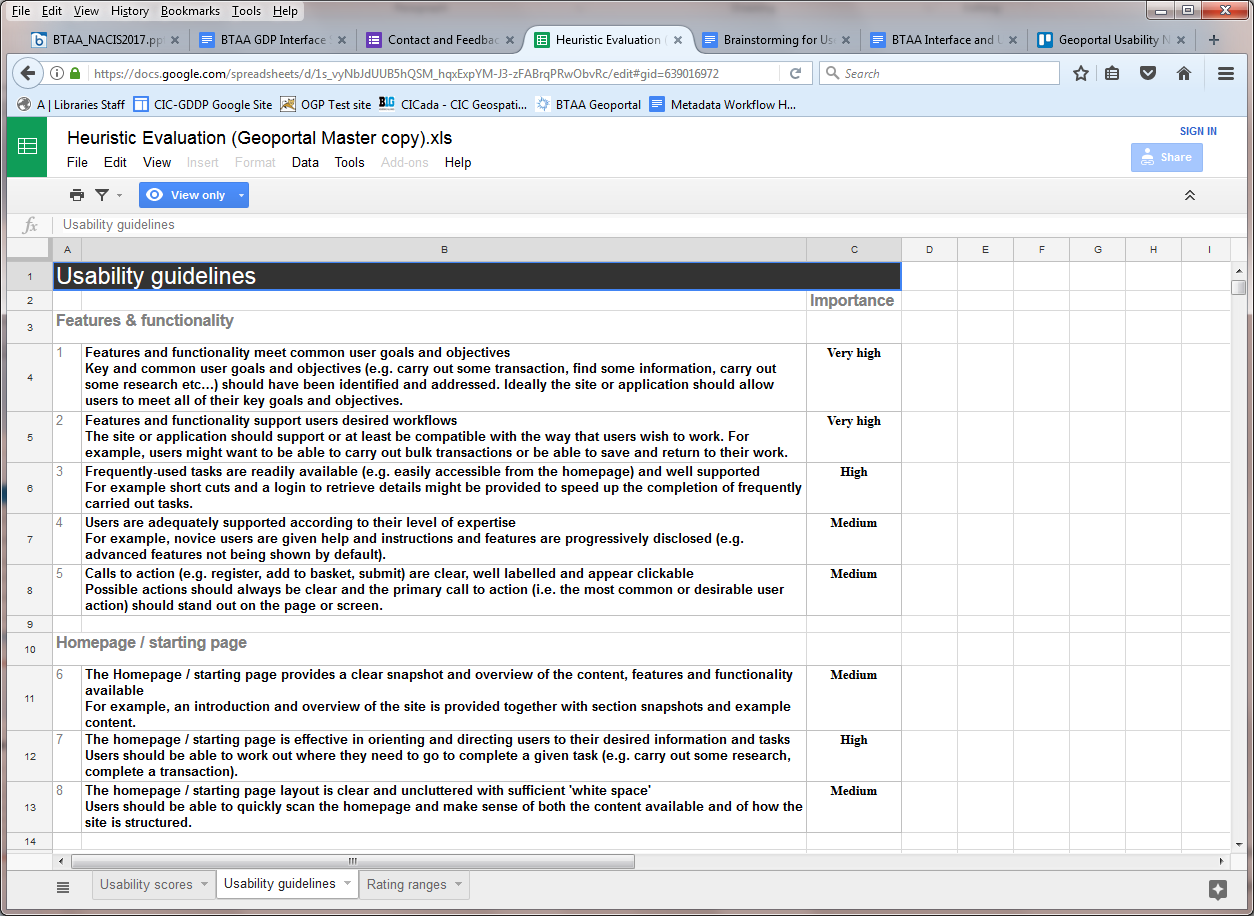 File Edit View History Bookmarks Tools Help
BTAA_NACIS2017.pp
BTAA GDP Interface
Contact and Feedbac
Heuristic Evaluation (
Brainstorming for Us
BTAA Interface and U
Geoportal Usability N
https://docs.google.com/spreadsheets/d/1s_vyNbJdUUB5hQSM_hqxExpYM-J3-zFABrqPRwObvRc/edit#gid=639016972
Search
A | Libraries Staff CIC-GDDP Google Site OGP Test site CICada - CIC Geospati... BTAA Geoportal Metadata Workflow H...
Heuristic Evaluation (Geoportal Master copy).xls
SIGN IN
File Edit View Insert Format Data Tools Add-ons Help
Share
View only
fx Usability guidelines
A B C D E F G H I
1 Usability guidelines
2 Importance
3 Features & functionality
4 1 Features and functionality meet common user goals and objectives Very high
Key and common user goals and objectives (e.g. carry out some transaction, find some information, carry out
some research etc...) should have been identified and addressed. Ideally the site or application should allow
users to meet all of their key goals and objectives.
5 2 Features and functionality support users desired workflows Very high
The site or application should support or at least be compatible with the way that users wish to work. For
example, users might want to be able to carry out bulk transactions or be able to save and return to their work.
6 3 Frequently-used tasks are readily available (e.g. easily accessible from the homepage) and well supported High
For example short cuts and a login to retrieve details might be provided to speed up the completion of frequently
carried out tasks.
7 4 Users are adequately supported according to their level of expertise Medium
For example, novice users are given help and instructions and features are progressively disclosed (e.g.
advanced features not being shown by default).
8 5 Calls to action (e.g. register, add to basket, submit) are clear, well labelled and appear clickable Medium
Possible actions should always be clear and the primary call to action (i.e. the most common or desirable user
action) should stand out on the page or screen.
9
10 Homepage / starting page
11 6 The Homepage / starting page provides a clear snapshot and overview of the content, features and functionality Medium
available
For example, an introduction and overview of the site is provided together with section snapshots and example
content.
12 7 The homepage / starting page is effective in orienting and directing users to their desired information and tasks High
Users should be able to work out where they need to go to complete a given task (e.g. carry out some research,
complete a transaction).
13 8 The homepage / starting page layout is clear and uncluttered with sufficient 'white space' Medium
Users should be able to quickly scan the homepage and make sense of both the content available and of how the
site is structured.
14
Usability scores Usability guidelines Rating ranges